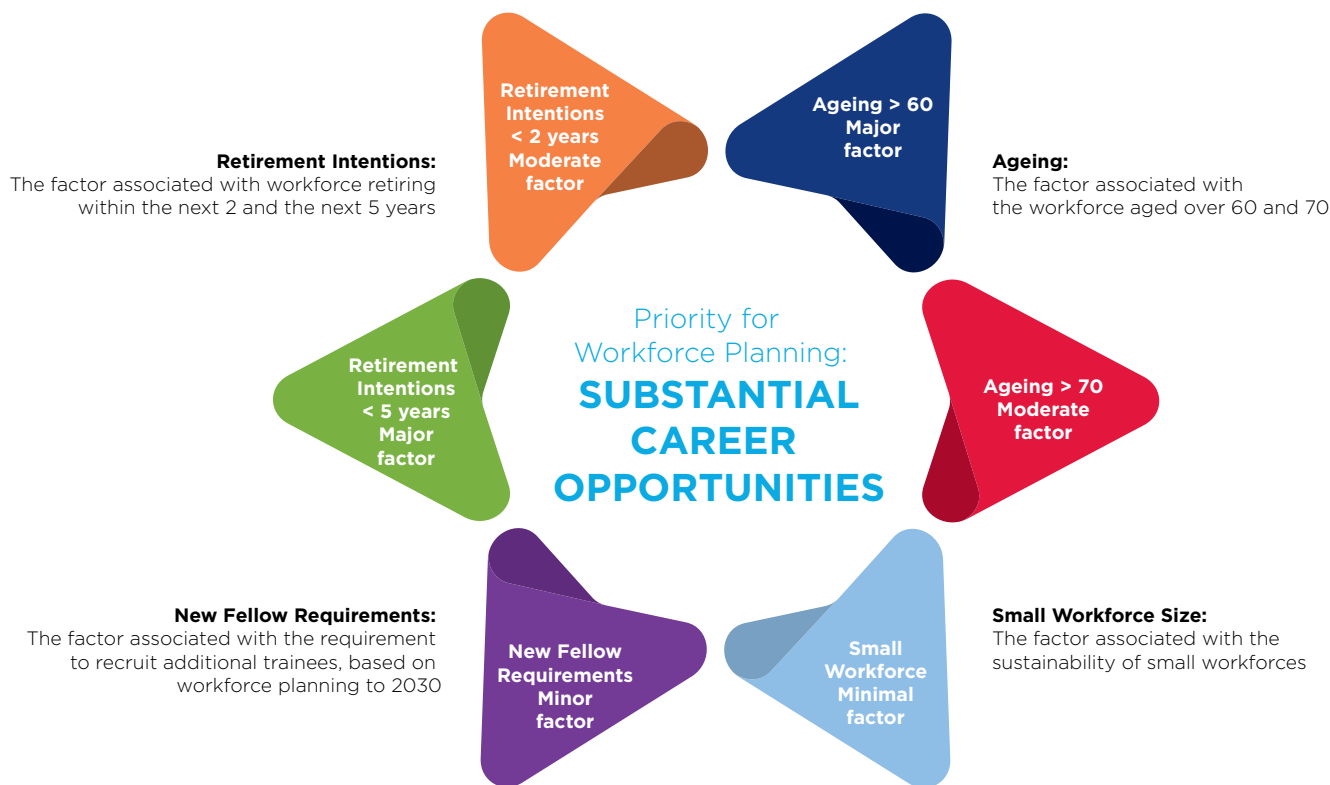 Retirement
Intentions
< 2 years
Moderate
factor
Ageing > 60
Major
factor
Retirement Intentions:
The factor associated with workforce retiring
within the next 2 and the next 5 years
Ageing:
The factor associated with
the workforce aged over 60 and 70
Priority for
Workforce Planning:
SUBSTANTIAL
CAREER
OPPORTUNITIES
Retirement
Intentions
< 5 years
Major
factor
Ageing > 70
Moderate
factor
New Fellow Requirements:
The factor associated with the requirement
to recruit additional trainees, based on
workforce planning to 2030
New Fellow
Requirements
Minor
factor
Small
Workforce
Minimal
factor
Small Workforce Size:
The factor associated with the
sustainability of small workforces